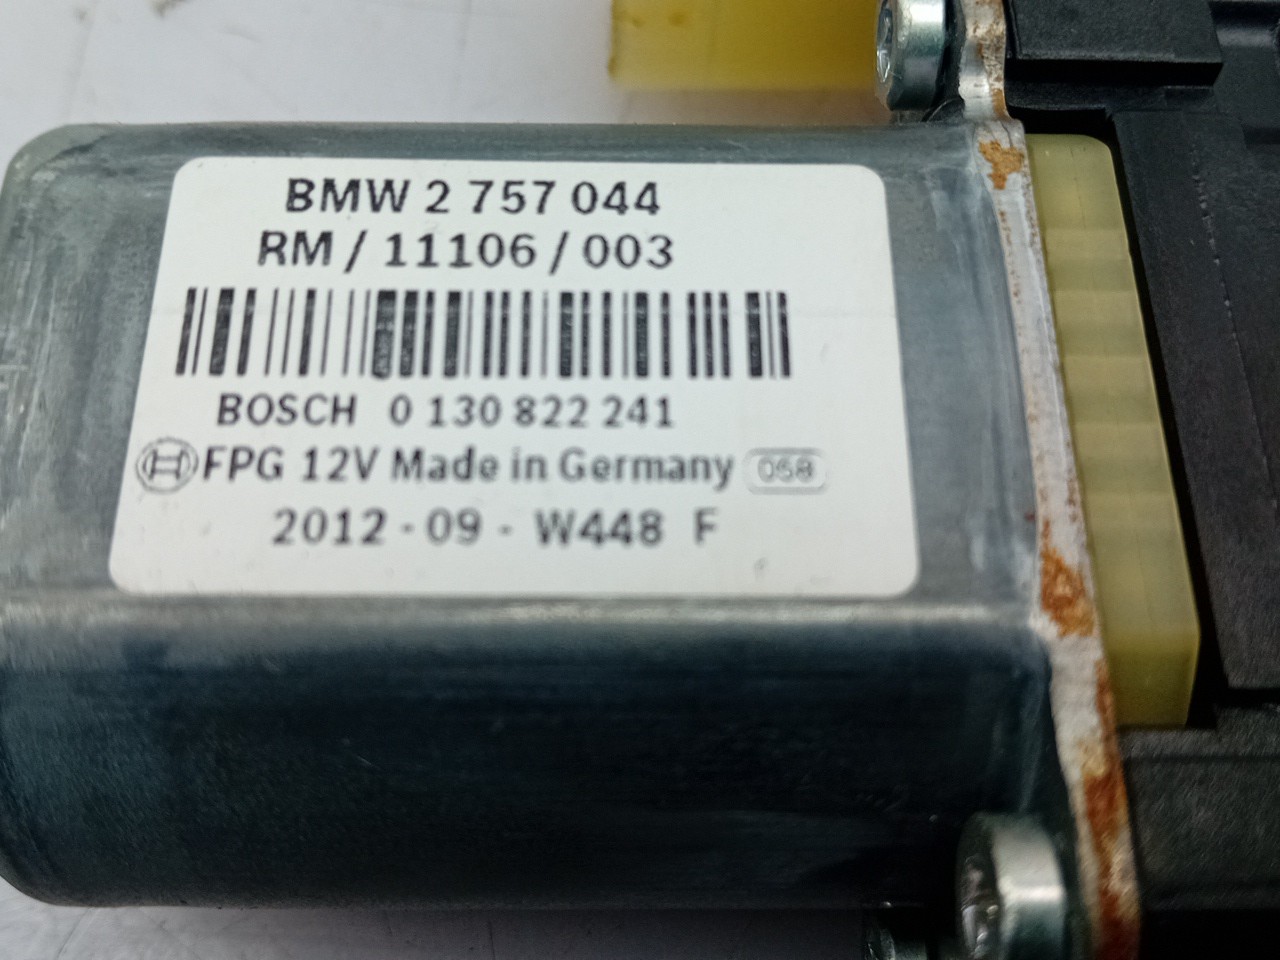 BMW 2 757 044
RM / 11106 / 003
BOSCH 0 130 822 241
FPG 12V Made in Germany 058
2012 - 09 - W448 F